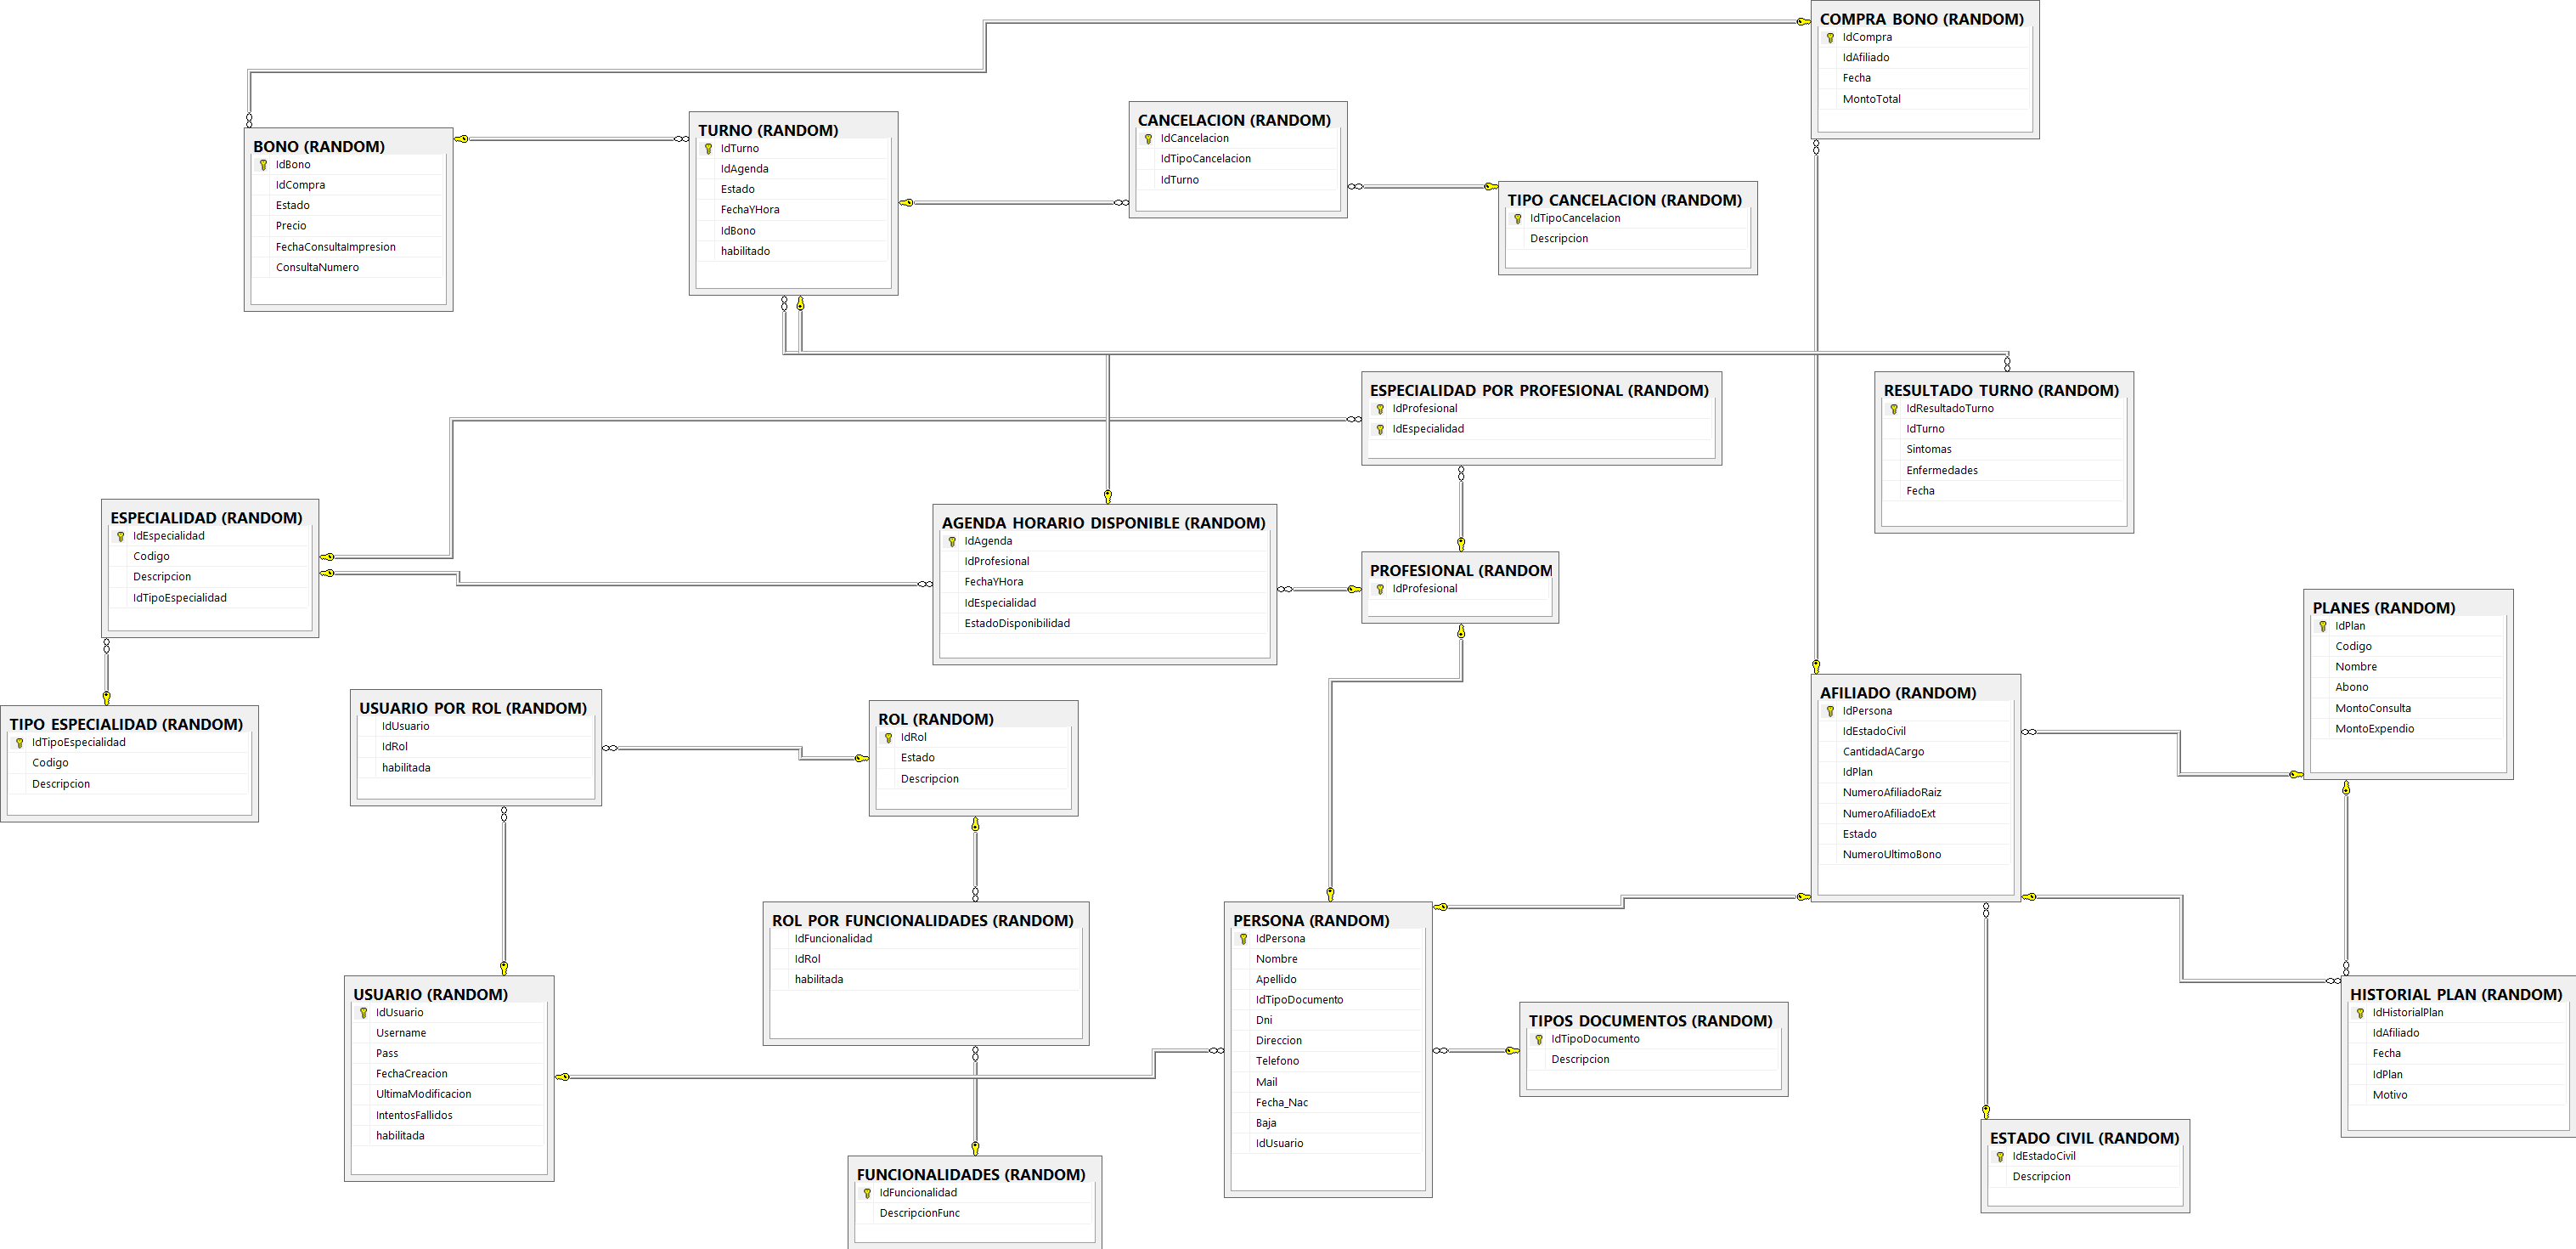 COMPRA BONO (RANDOM)
IdCompra
IdAfiliado
Fecha
MontoTotal
BONO (RANDOM)
IdBono
IdCompra
Estado
Precio
FechaConsultaImpresion
ConsultaNumero
TURNO (RANDOM)
IdTurno
IdAgenda
Estado
FechaYHora
IdBono
habilitado
CANCELACION (RANDOM)
IdCancelacion
IdTipoCancelacion
IdTurno
TIPO CANCELACION (RANDOM)
IdTipoCancelacion
Descripcion
ESPECIALIDAD POR PROFESIONAL (RANDOM)
IdProfesional
IdEspecialidad
RESULTADO TURNO (RANDOM)
IdResultadoTurno
IdTurno
Sintomas
Enfermedades
Fecha
ESPECIALIDAD (RANDOM)
IdEspecialidad
Codigo
Descripcion
IdTipoEspecialidad
AGENDA HORARIO DISPONIBLE (RANDOM)
IdAgenda
IdProfesional
FechaYHora
IdEspecialidad
EstadoDisponibilidad
PROFESIONAL (RANDOM
IdProfesional
PLANES (RANDOM)
IdPlan
Codigo
Nombre
Abono
MontoConsulta
MontoExpendio
TIPO ESPECIALIDAD (RANDOM)
IdTipoEspecialidad
Codigo
Descripcion
USUARIO POR ROL (RANDOM)
IdUsuario
IdRol
habilitada
ROL (RANDOM)
IdRol
Estado
Descripcion
AFILIADO (RANDOM)
IdPersona
IdEstadoCivil
CantidadACargo
IdPlan
NumeroAfiliadoRaiz
NumeroAfiliadoExt
Estado
NumeroUltimoBono
ROL POR FUNCIONALIDADES (RANDOM)
IdFuncionalidad
IdRol
habilitada
PERSONA (RANDOM)
IdPersona
Nombre
Apellido
IdTipoDocumento
Dni
Direccion
Telefono
Mail
Fecha_Nac
Baja
IdUsuario
USUARIO (RANDOM)
IdUsuario
Username
Pass
FechaCreacion
UltimaModificacion
IntentosFallidos
habilitada
TIPOS DOCUMENTOS (RANDOM)
IdTipoDocumento
Descripcion
HISTORIAL PLAN (RANDOM)
IdHistorialPlan
IdAfiliado
Fecha
IdPlan
Motivo
ESTADO CIVIL (RANDOM)
IdEstadoCivil
Descripcion
FUNCIONALIDADES (RANDOM)
IdFuncionalidad
DescripcionFunc